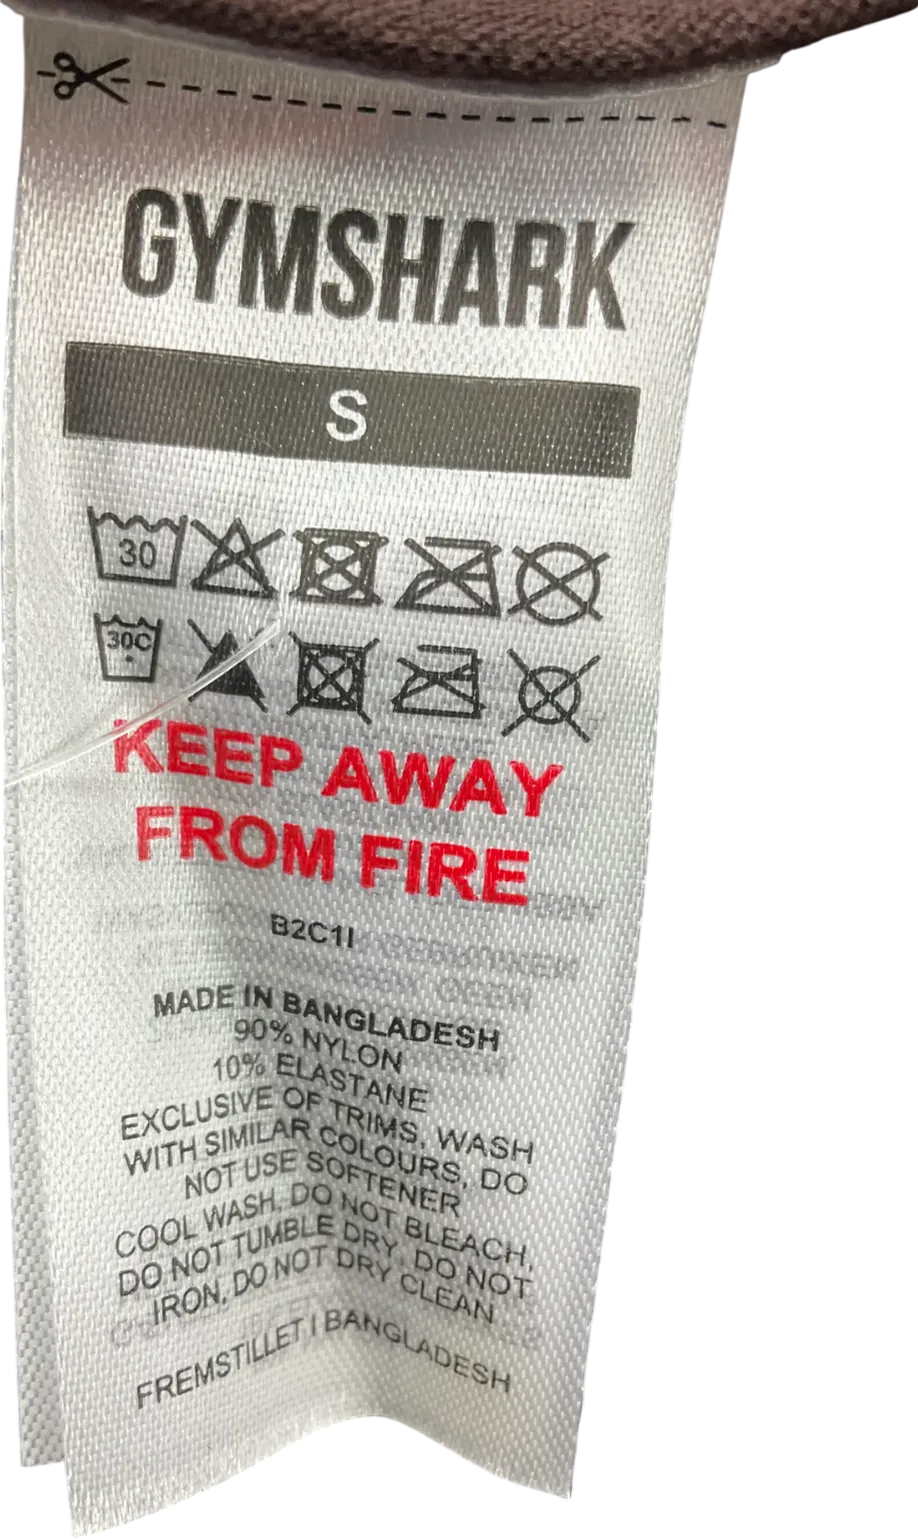 GYMSHARK
S
30
30C
KEEP AWAY
FROM FIRE
B2C1I
MADE IN BANGLADESH
90% NYLON
10% ELASTANE
EXCLUSIVE OF TRIMS, WASH
WITH SIMILAR COLOURS, DO
NOT USE SOFTENER
COOL WASH, DO NOT BLEACH,
DO NOT TUMBLE DRY, DO NOT
IRON, DO NOT DRY CLEAN
FREMSTILLET I BANGLADESH